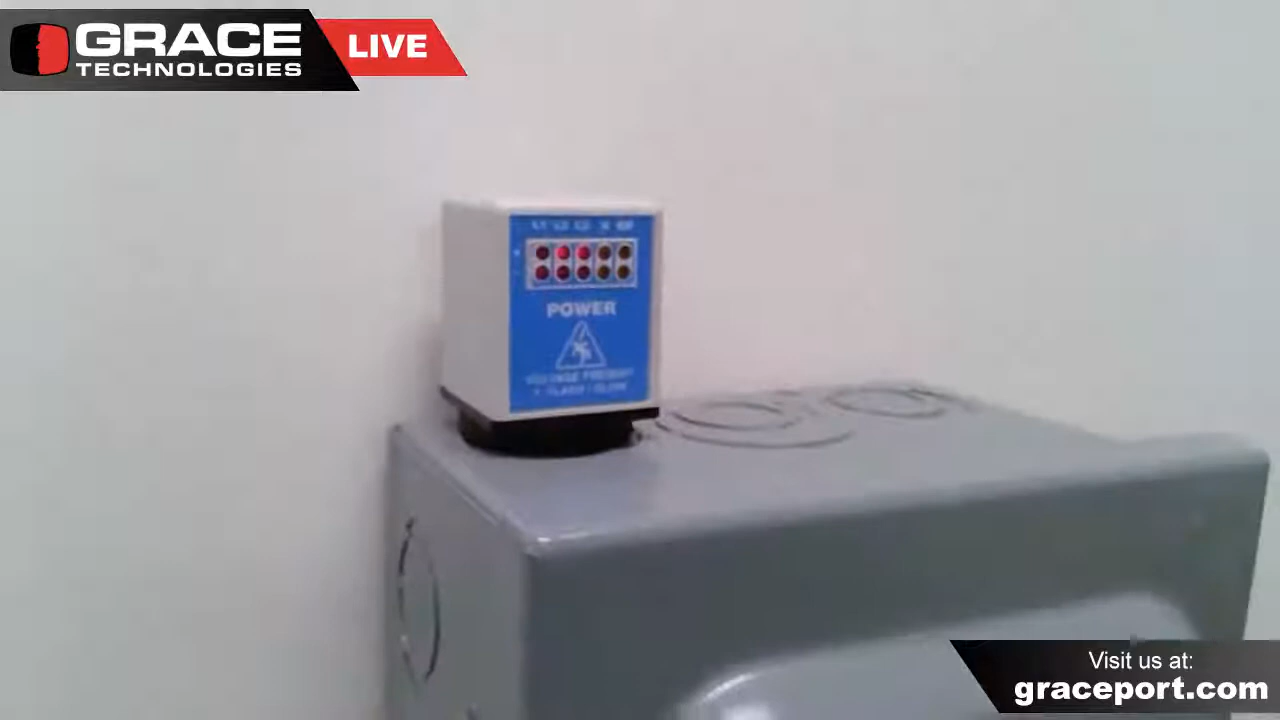 GRACE
TECHNOLOGIES
LIVE
POWER
Visit us at:
graceport.com